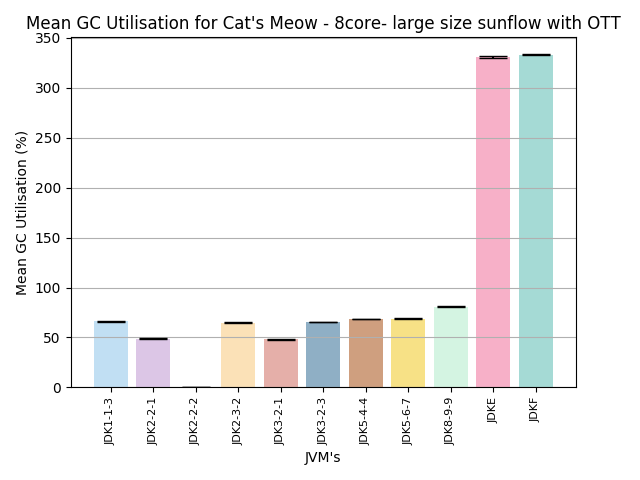 Mean GC Utilisation for Cat's Meow - 8core- large size sunflow with OTT
350
300
250
200
150
100
50
0
Mean GC Utilisation (%)
JDK1-1-3
JDK2-2-1
JDK2-2-2
JDK2-3-2
JDK3-2-1
JDK3-2-3
JDK5-4-4
JDK5-6-7
JDK8-9-9
JDKE
JDKF
JVM's